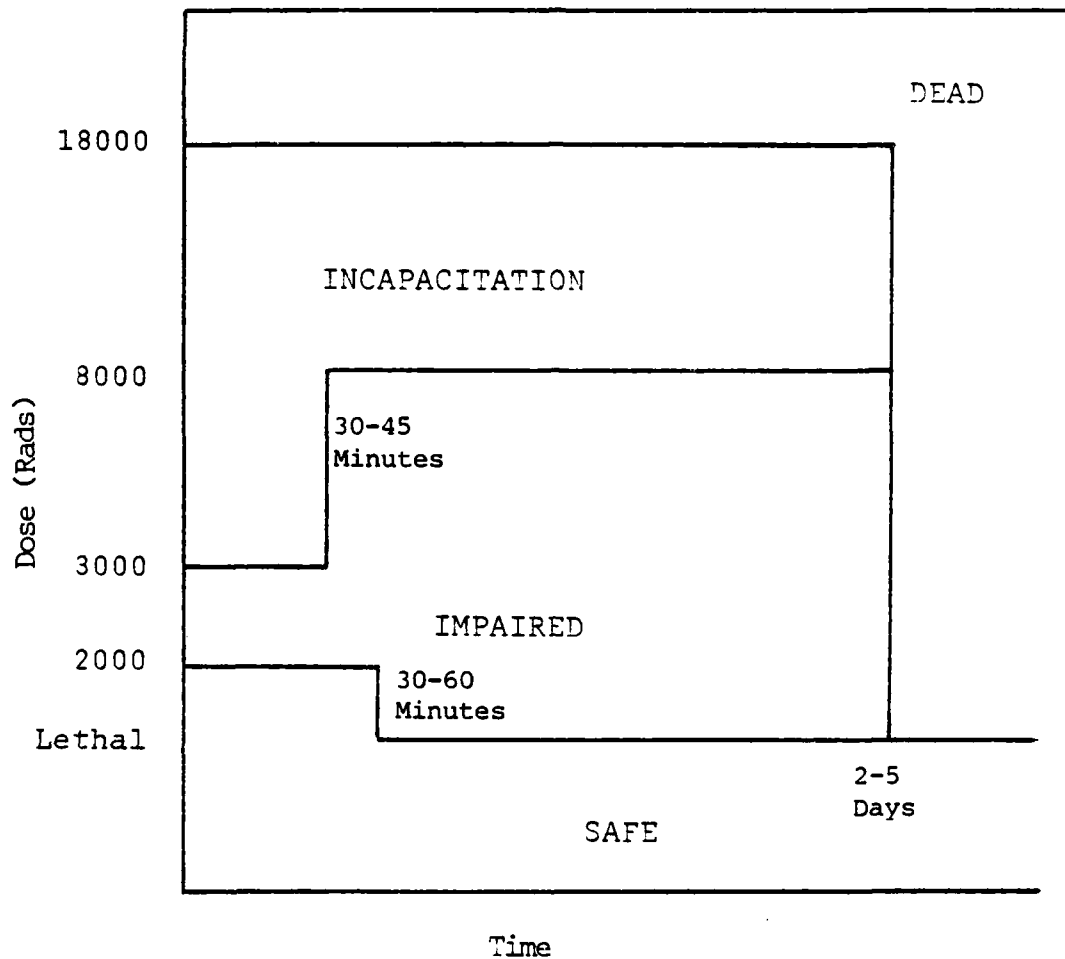 DEAD
18000
INCAPACITATION
8000
30-45
Minutes
Dose (Rads)
3000
IMPAIRED
2000
30-60
Minutes
Lethal
2-5
Days
SAFE
Time